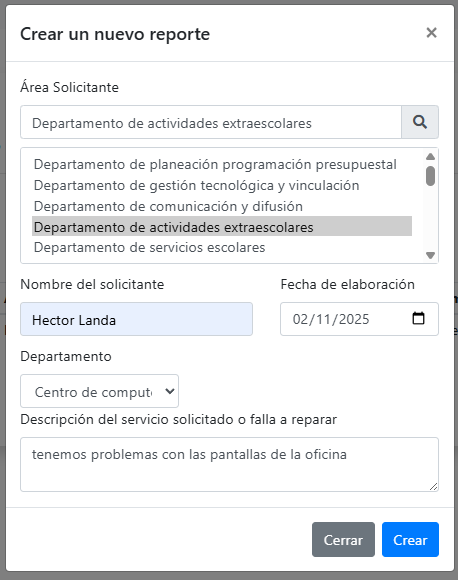 Crear un nuevo reporte ×
Área Solicitante
Departamento de actividades extraescolares
Departamento de planeación programación presupuestal
Departamento de gestión tecnológica y vinculación
Departamento de comunicación y difusión
Departamento de actividades extraescolares
Departamento de servicios escolares
Nombre del solicitante Fecha de elaboración
Hector Landa 02/11/2025
Departamento
Centro de comput
Descripción del servicio solicitado o falla a reparar
tenemos problemas con las pantallas de la oficina
Cerrar Crear